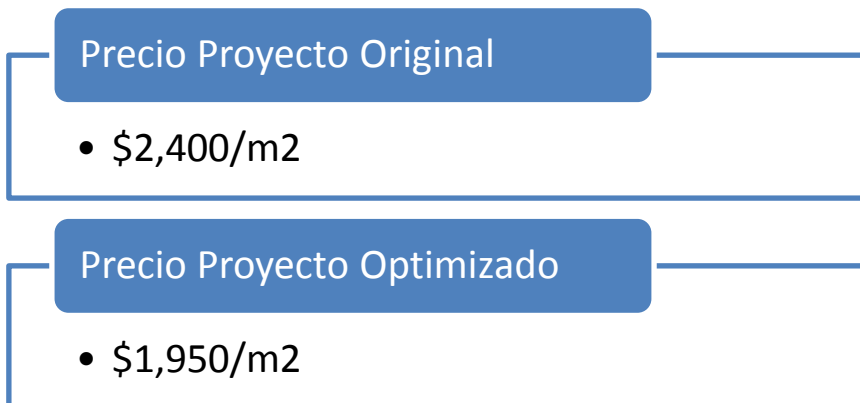 Precio Proyecto Original
• $2,400/m2
Precio Proyecto Optimizado
• $1,950/m2